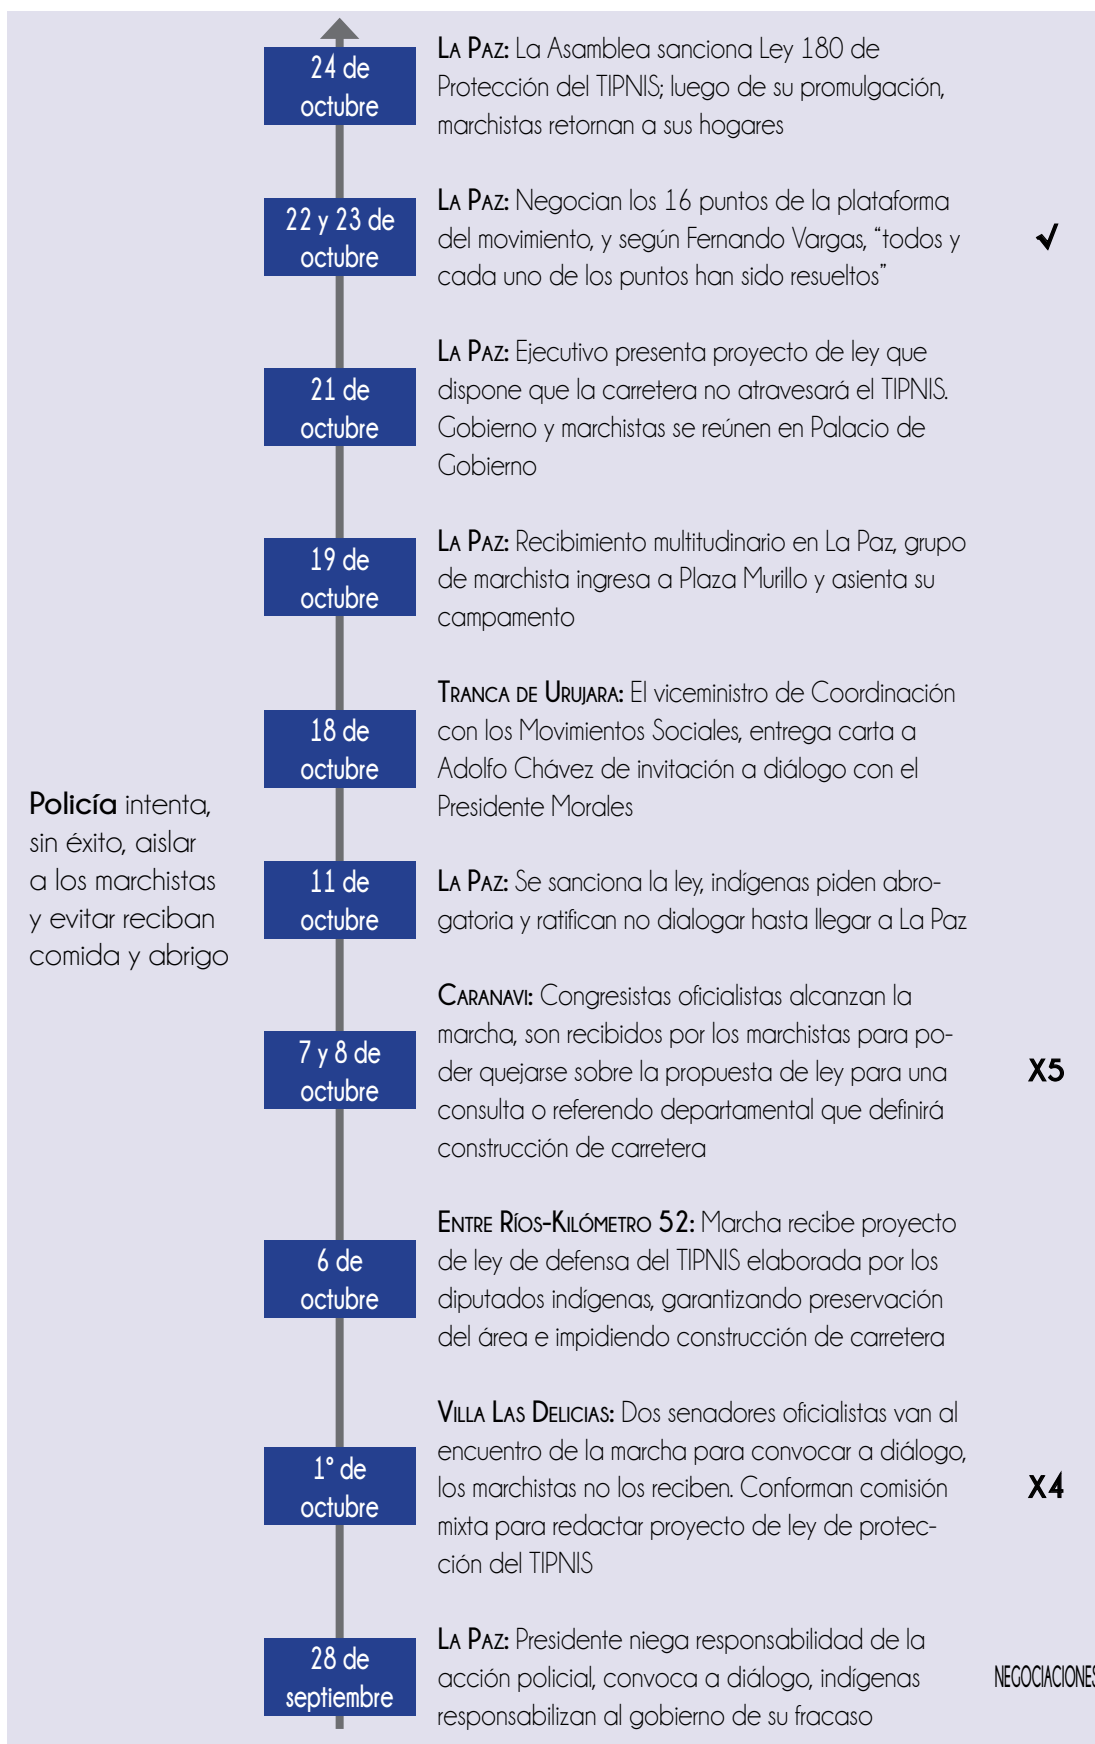 24 de
octubre
LA PAZ: La Asamblea sanciona Ley 180 de
Protección del TIPNIS; luego de su promulgación,
marchistas retornan a sus hogares
22 y 23 de
octubre
LA PAZ: Negocian los 16 puntos de la plataforma
del movimiento, y según Fernando Vargas, “todos y
cada uno de los puntos han sido resueltos”
√
21 de
octubre
LA PAZ: Ejecutivo presenta proyecto de ley que
dispone que la carretera no atravesará el TIPNIS.
Gobierno y marchistas se reúnen en Palacio de
Gobierno
19 de
octubre
LA PAZ: Recibimiento multitudinario en La Paz, grupo
de marchista ingresa a Plaza Murillo y asienta su
campamento
18 de
octubre
TRANCA DE URUJARA: El viceministro de Coordinación
con los Movimientos Sociales, entrega carta a
Adolfo Chávez de invitación a diálogo con el
Presidente Morales
Policía intenta,
sin éxito, aislar
a los marchistas
y evitar reciban
comida y abrigo
11 de
octubre
LA PAZ: Se sanciona la ley, indígenas piden abro-
gatoria y ratifican no dialogar hasta llegar a La Paz
7 y 8 de
octubre
CARANAVI: Congresistas oficialistas alcanzan la
marcha, son recibidos por los marchistas para po-
der quejarse sobre la propuesta de ley para una
consulta o referendo departamental que definirá
construcción de carretera
X5
6 de
octubre
ENTRE RÍOS-KILÓMETRO 52: Marcha recibe proyecto
de ley de defensa del TIPNIS elaborada por los
diputados indígenas, garantizando preservación
del área e impidiendo construcción de carretera
1° de
octubre
VILLA LAS DELICIAS: Dos senadores oficialistas van al
encuentro de la marcha para convocar a diálogo,
los marchistas no los reciben. Conforman comisión
mixta para redactar proyecto de ley de protec-
ción del TIPNIS
X4
28 de
septiembre
LA PAZ: Presidente niega responsabilidad de la
acción policial, convoca a diálogo, indígenas
responsabilizan al gobierno de su fracaso
NEGOCIACIONES